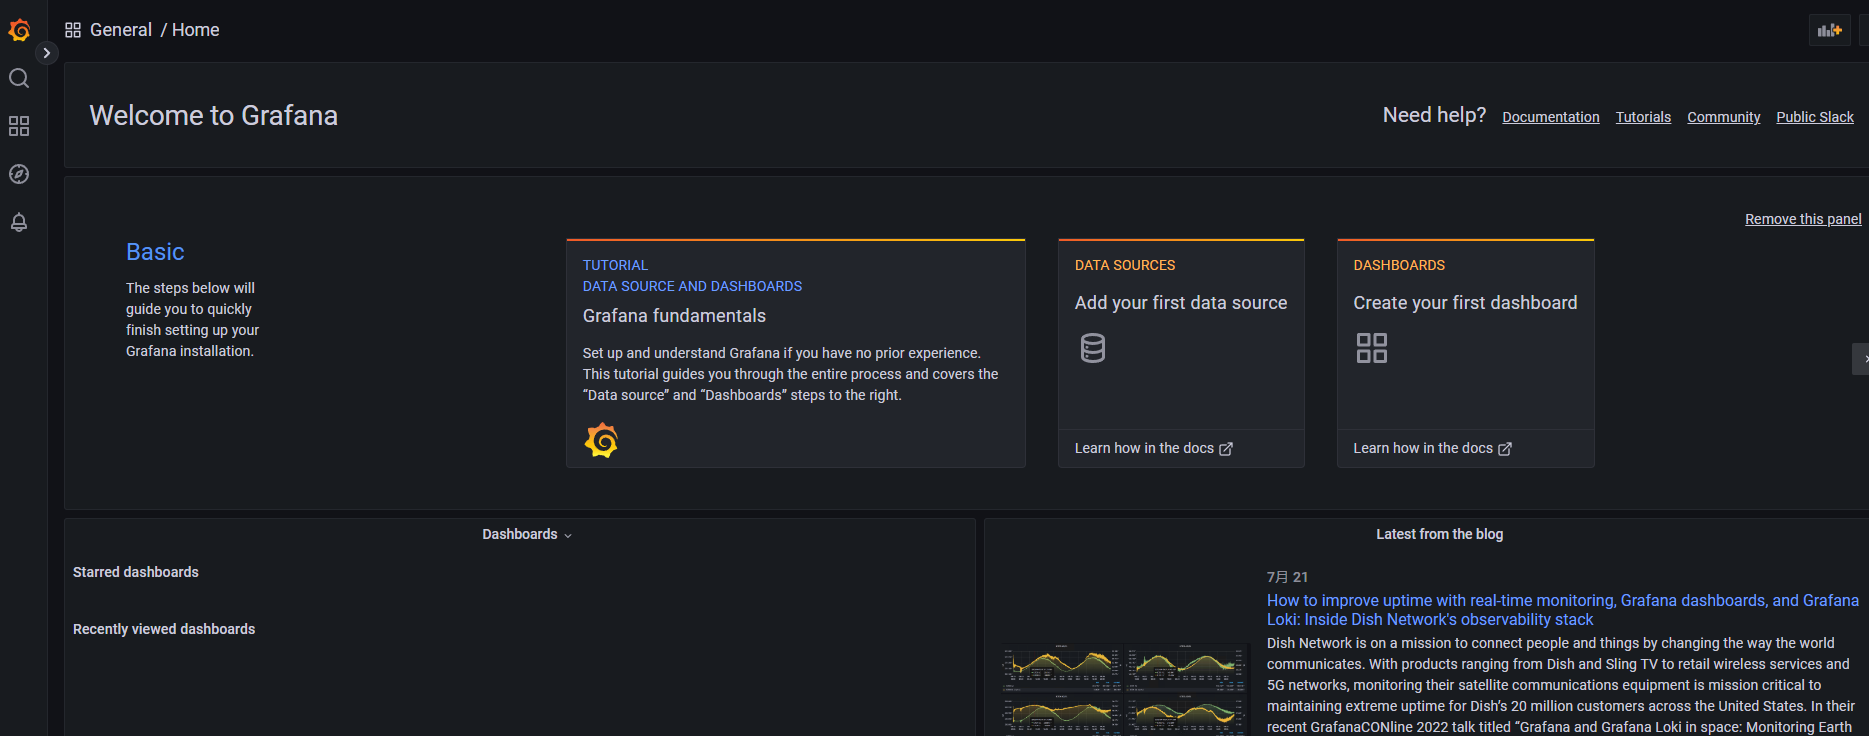 General / Home
Welcome to Grafana
Need help? Documentation Tutorials Community Public Slack
Remove this panel
Basic
The steps below will
guide you to quickly
finish setting up your
Grafana installation.
TUTORIAL
DATA SOURCE AND DASHBOARDS
Grafana fundamentals
Set up and understand Grafana if you have no prior experience.
This tutorial guides you through the entire process and covers the
“Data source” and “Dashboards” steps to the right.
DATA SOURCES
Add your first data source
Learn how in the docs
DASHBOARDS
Create your first dashboard
Learn how in the docs
Dashboards
Starred dashboards
Recently viewed dashboards
Latest from the blog
7月 21
How to improve uptime with real-time monitoring, Grafana dashboards, and Grafana
Loki: Inside Dish Network's observability stack
Dish Network is on a mission to connect people and things by changing the way the world
communicates. With products ranging from Dish and Sling TV to retail wireless services and
5G networks, monitoring their satellite communications equipment is mission critical to
maintaining extreme uptime for Dish’s 20 million customers across the United States. In their
recent GrafanaCONline 2022 talk titled “Grafana and Grafana Loki in space: Monitoring Earth